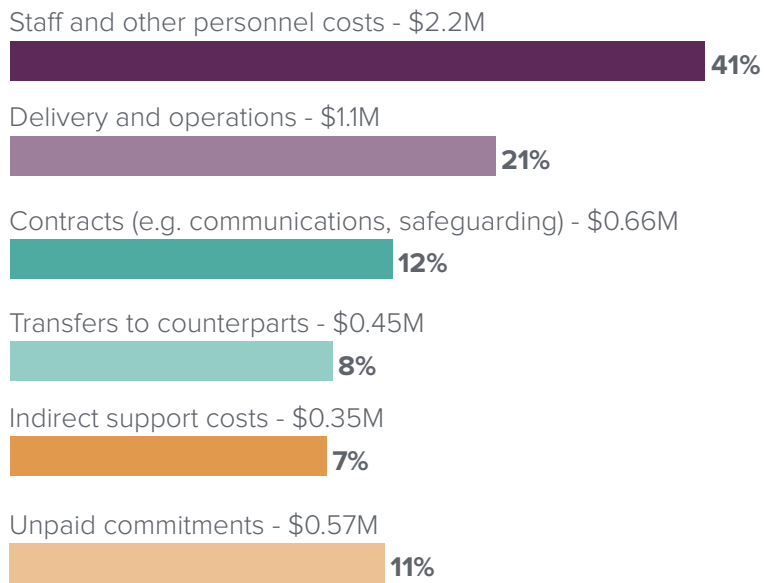 Staff and other personnel costs - $2.2M
41%
Delivery and operations - $1.1M
21%
Contracts (e.g. communications, safeguarding) - $0.66M
12%
Transfers to counterparts - $0.45M
8%
Indirect support costs - $0.35M
7%
Unpaid commitments - $0.57M
11%